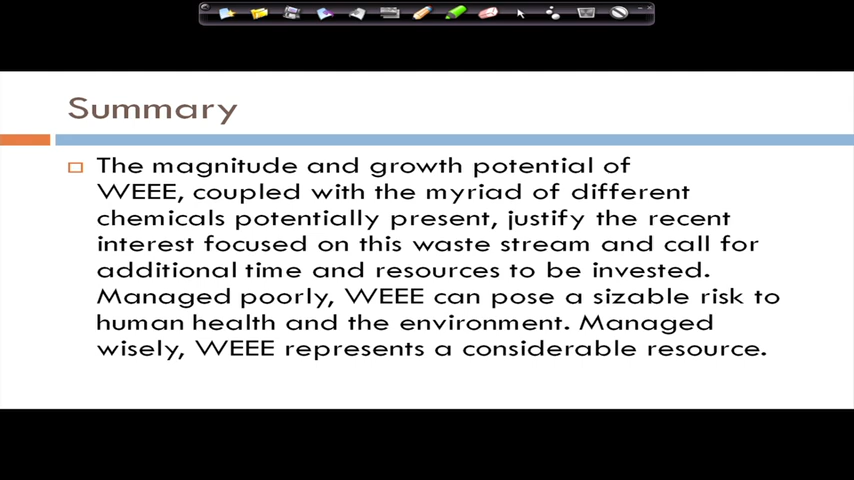 Summary
The magnitude and growth potential of
WEEE, coupled with the myriad of different
chemicals potentially present, justify the recent
interest focused on this waste stream and call for
additional time and resources to be invested.
Managed poorly, WEEE can pose a sizable risk to
human health and the environment. Managed
wisely, WEEE represents a considerable resource.